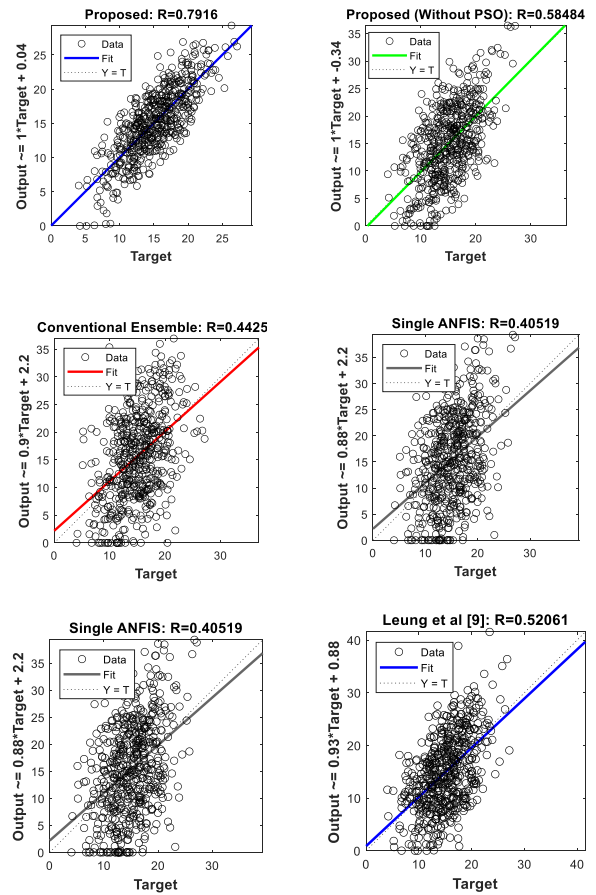 Proposed: R=0.7916
Output ~= 1*Target + 0.04
25
20
15
10
5
0
Data
Fit
Y = T
0
5
10
15
20
25
Target
Proposed (Without PSO): R=0.58484
Output ~= 1*Target + -0.34
35
30
25
20
15
10
5
0
Data
Fit
Y = T
0
10
20
30
Target
Conventional Ensemble: R=0.4425
Output ~= 0.9*Target + 2.2
35
30
25
20
15
10
5
0
Data
Fit
Y = T
0
10
20
30
Target
Single ANFIS: R=0.40519
Output ~= 0.88*Target + 2.2
35
30
25
20
15
10
5
0
Data
Fit
Y = T
0
10
20
30
Target
Single ANFIS: R=0.40519
Output ~= 0.88*Target + 2.2
35
30
25
20
15
10
5
0
Data
Fit
Y = T
0
10
20
30
Target
Leung et al [9]: R=0.52061
Output ~= 0.93*Target + 0.88
40
35
30
25
20
15
10
5
0
Data
Fit
Y = T
0
10
20
30
40
Target